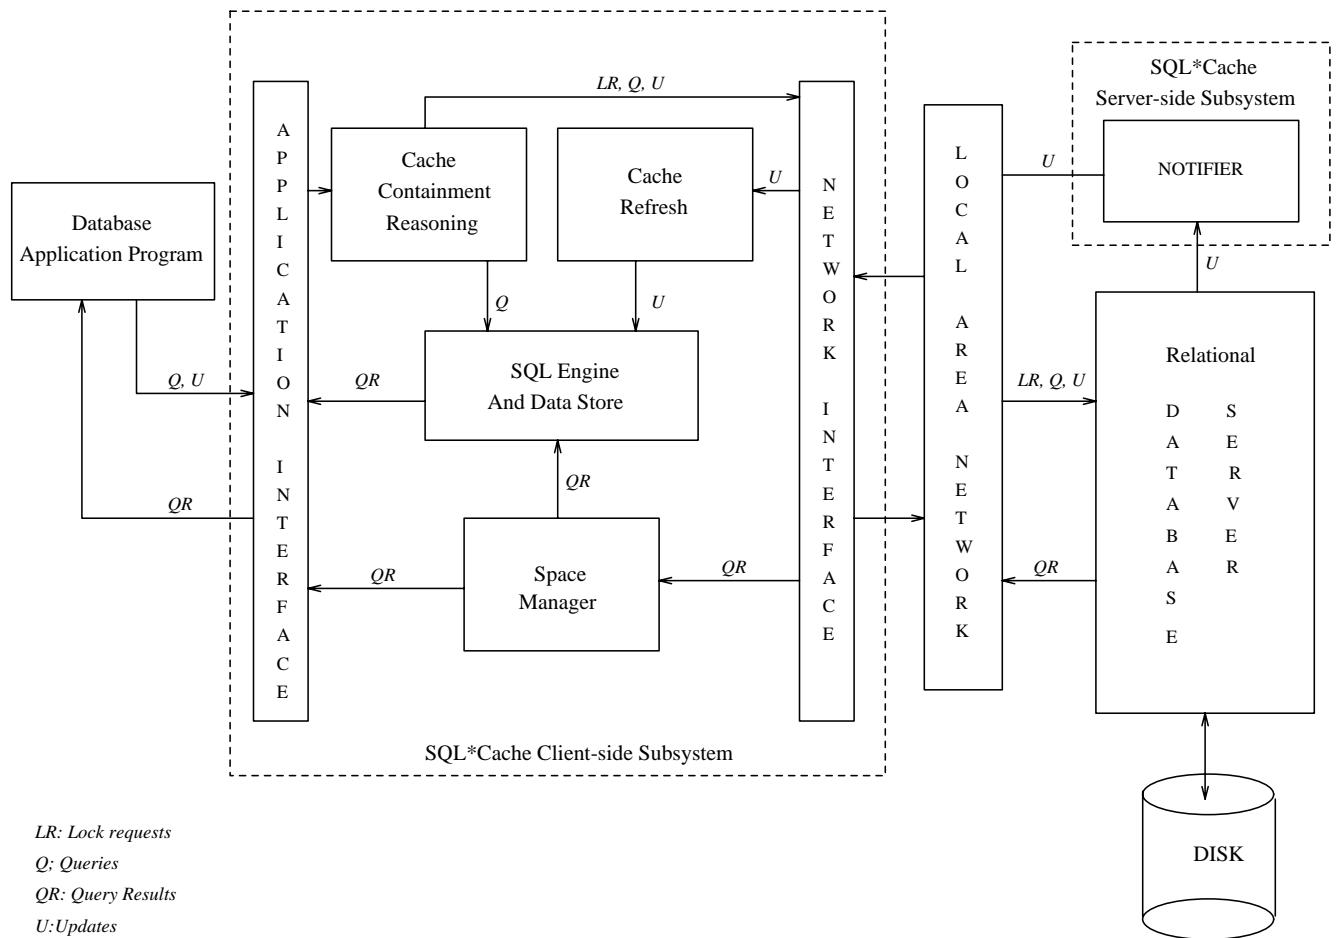 SQL*Cache
Server-side Subsystem
NOTIFIER
U
U
LR, Q, U
APPLICATION INTERFACE
Cache
Containment
Reasoning
Cache
Refresh
U
NETWORK INTERFACE
LOCAL AREA NETWORK
Database
Application Program
Q
U
Q, U
QR
SQL Engine
And Data Store
LR, Q, U
Relational
DATABASE
SERVER
QR
QR
QR
Space
Manager
QR
QR
SQL*Cache Client-side Subsystem
DISK
LR: Lock requests
Q; Queries
QR: Query Results
U:Updates